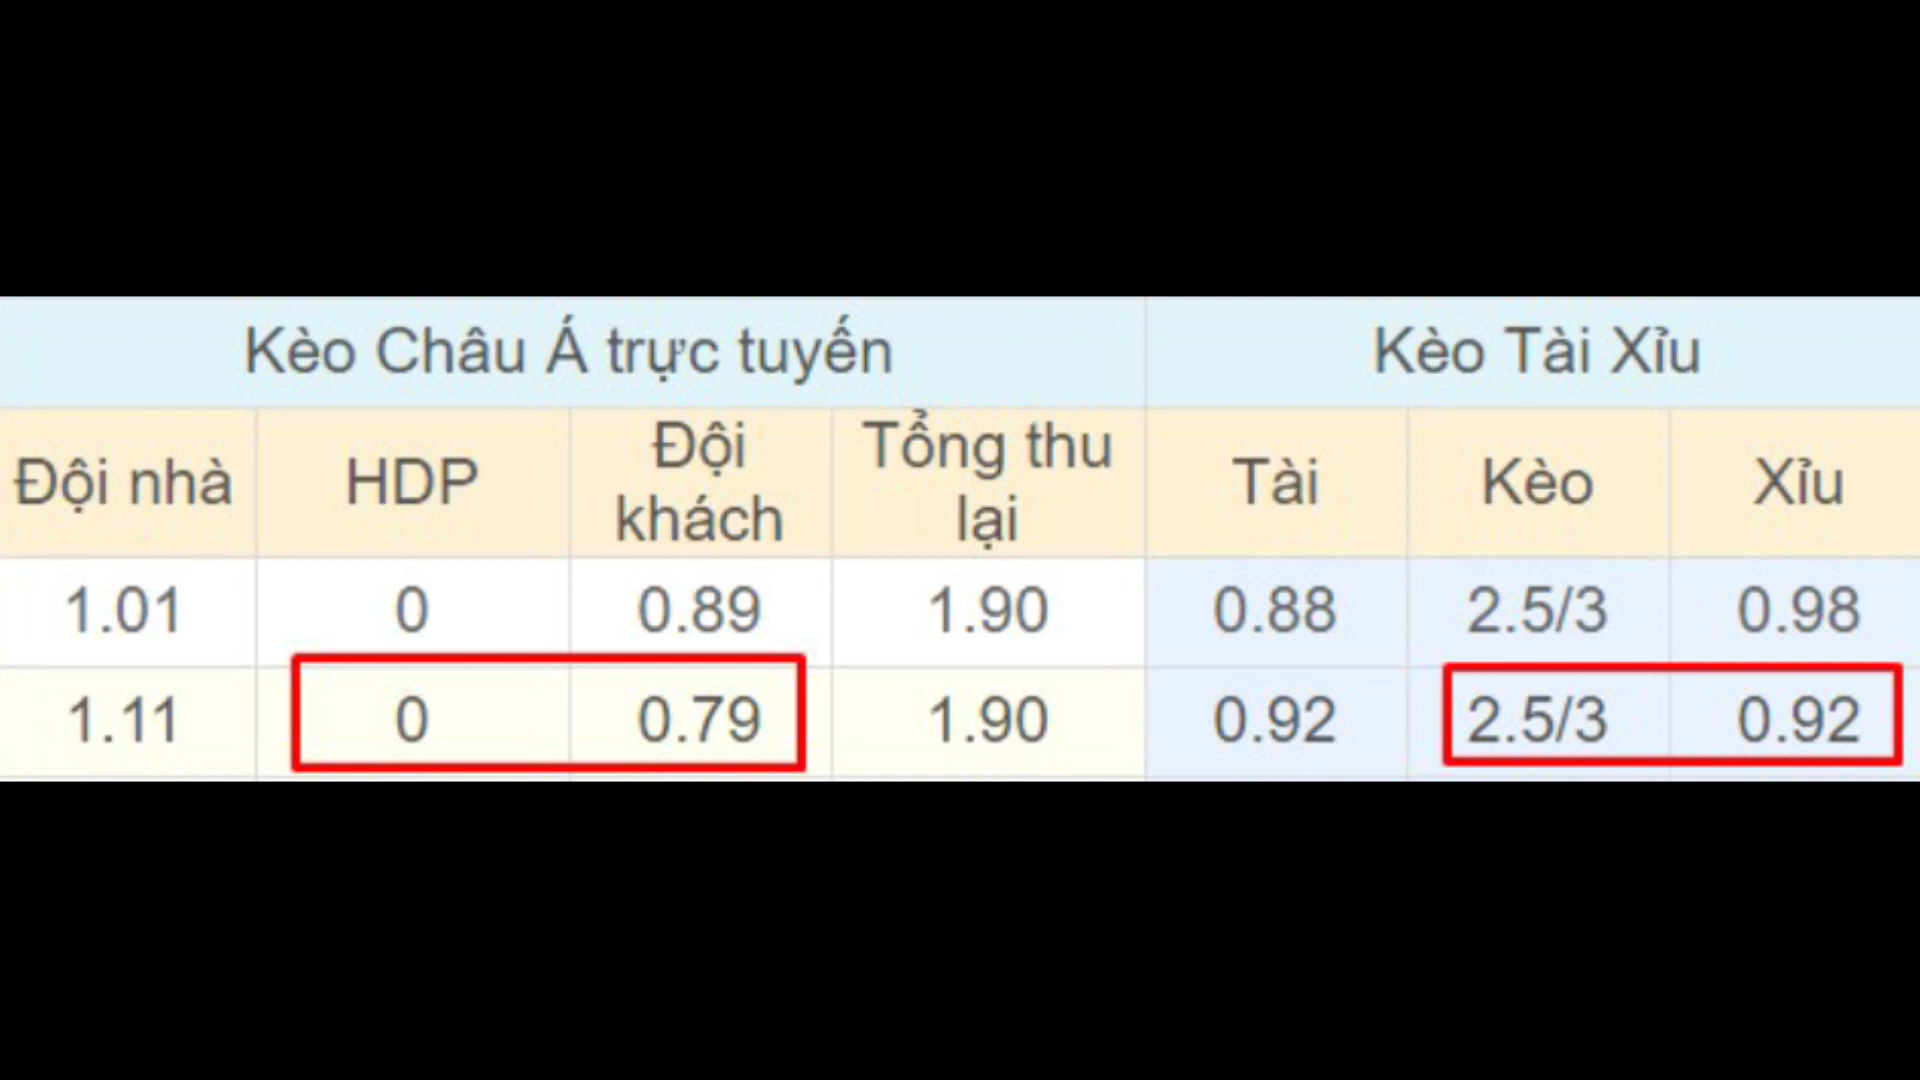 Kèo Châu Á trực tuyến Kèo Tài Xỉu
Đội nhà HDP Đội khách Tổng thu lại Tài Kèo Xỉu
1.01 0 0.89 1.90 0.88 2.5/3 0.98
1.11 0 0.79 1.90 0.92 2.5/3 0.92